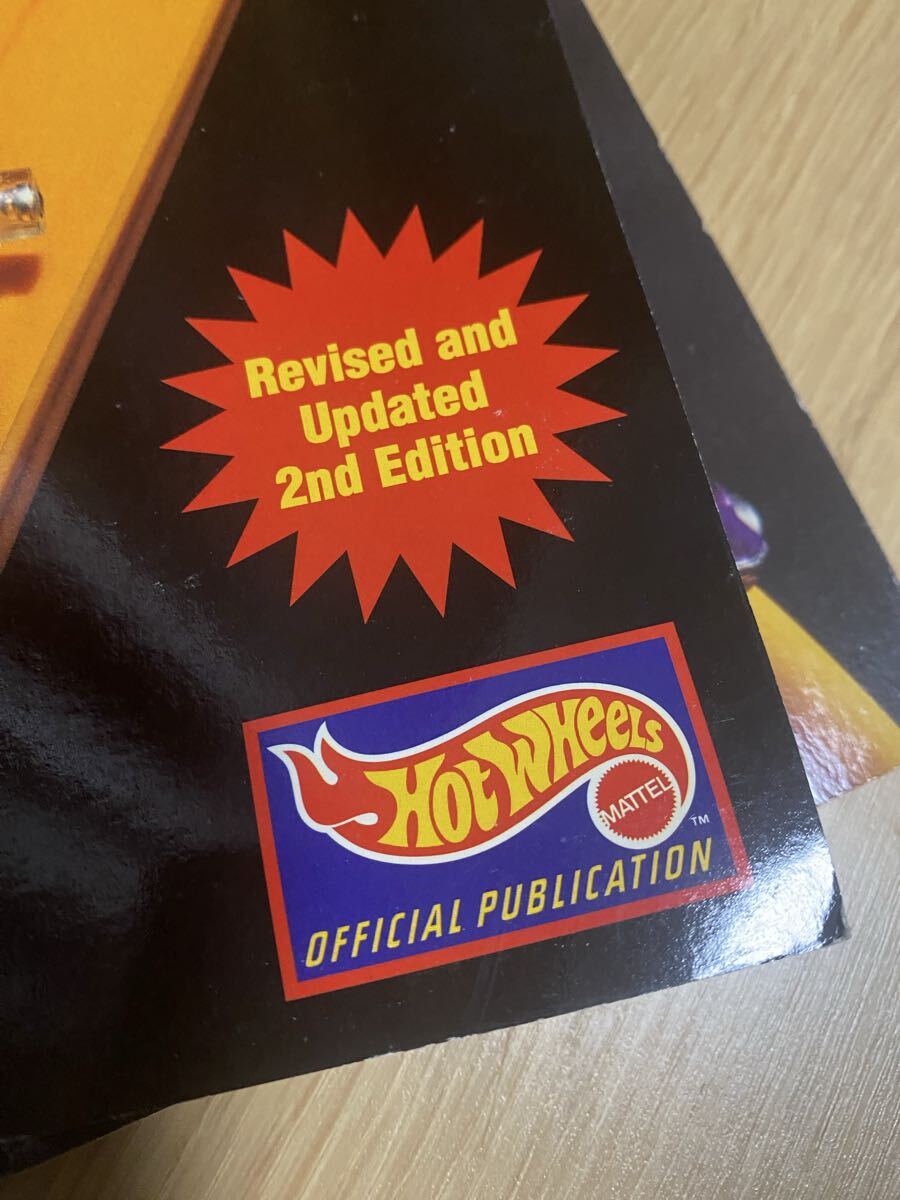 Revised and
Updated
2nd Edition
HOT WHEELS
MATTEL
TM
OFFICIAL PUBLICATION